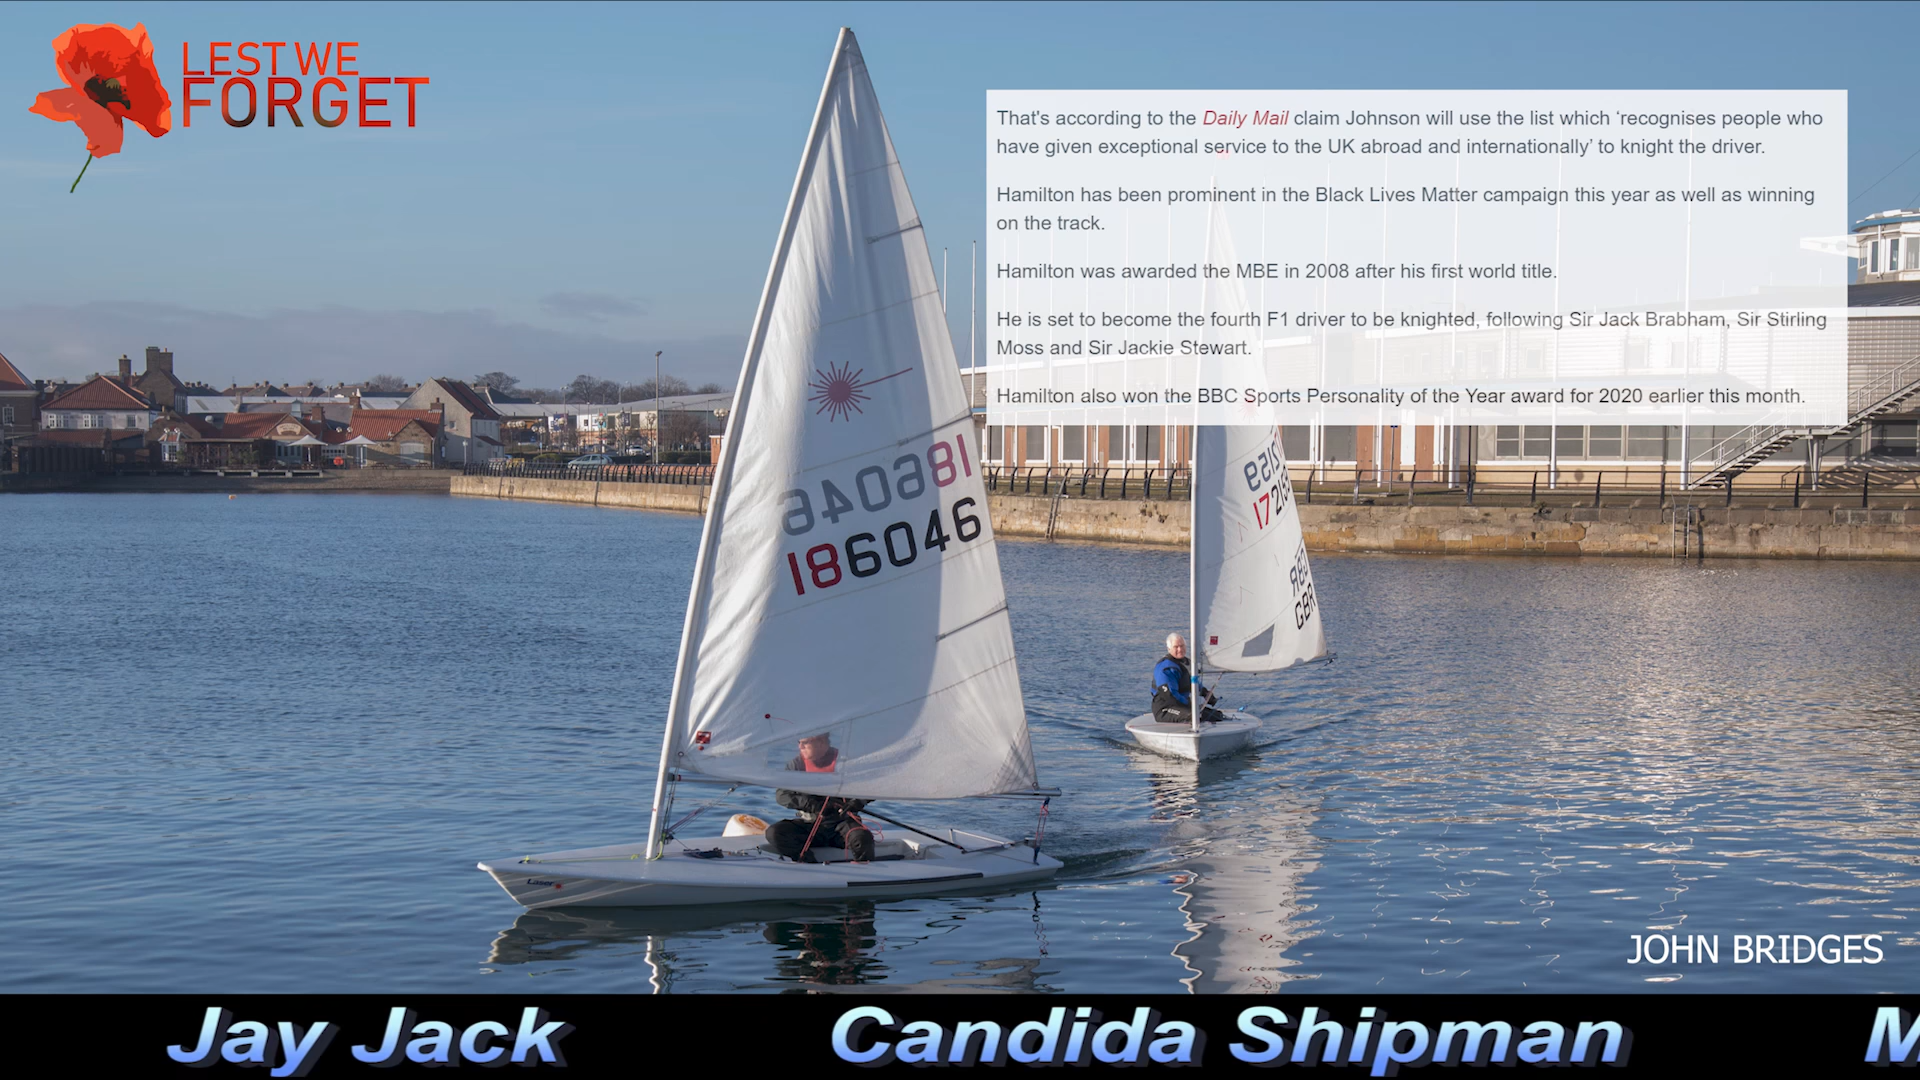 LEST WE
FORGET
That's according to the Daily Mail claim Johnson will use the list which ‘recognises people who
have given exceptional service to the UK abroad and internationally’ to knight the driver.
Hamilton has been prominent in the Black Lives Matter campaign this year as well as winning
on the track.
Hamilton was awarded the MBE in 2008 after his first world title.
He is set to become the fourth F1 driver to be knighted, following Sir Jack Brabham, Sir Stirling
Moss and Sir Jackie Stewart.
Hamilton also won the BBC Sports Personality of the Year award for 2020 earlier this month.
186046
186046
GBR
GBR
Laser
JOHN BRIDGES
Jay Jack Candida Shipman M